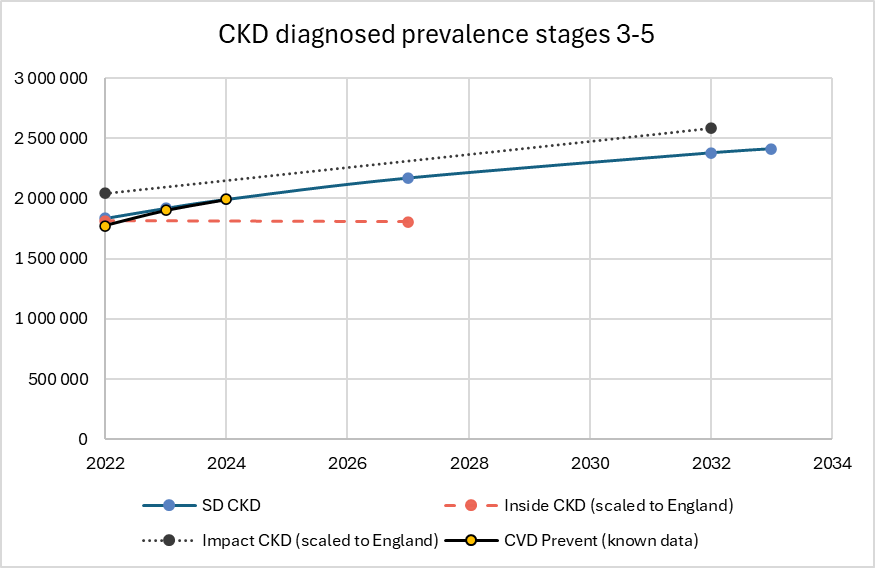 CKD diagnosed prevalence stages 3-5
3 000 000
2 500 000
2 000 000
1 500 000
1 000 000
500 000
0
2022 2024 2026 2028 2030 2032 2034
SD CKD Inside CKD (scaled to England)
Impact CKD (scaled to England) CVD Prevent (known data)